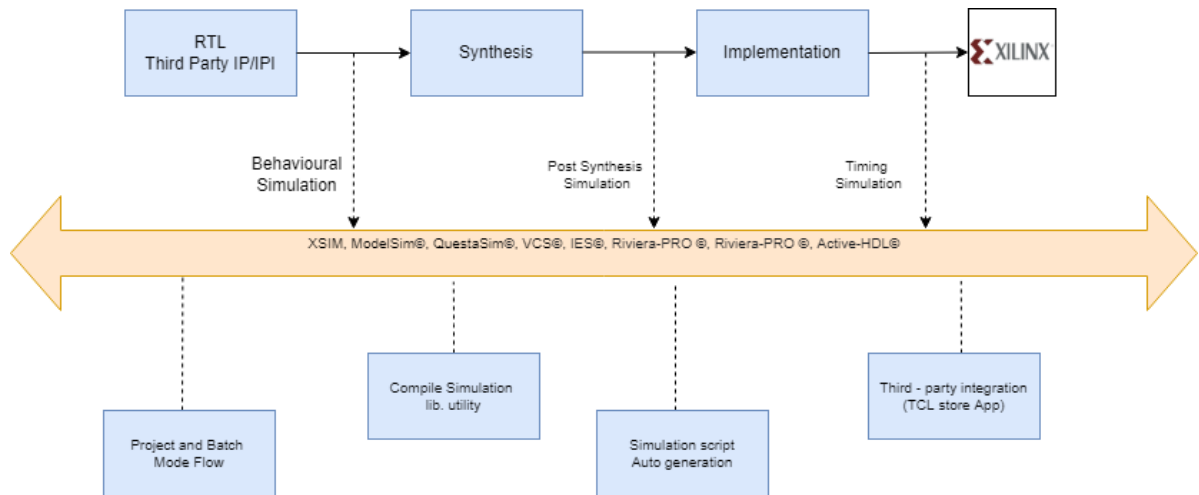 RTL
Third Party IP/IPI
Synthesis
Implementation
XILINX
Behavioural
Simulation
Post Synthesis
Simulation
Timing
Simulation
XSIM, ModelSim®, QuestaSim®, VCS®, IES®, Riviera-PRO ®, Riviera-PRO ®, Active-HDL®
Compile Simulation
lib. utility
Third - party integration
(TCL store App)
Project and Batch
Mode Flow
Simulation script
Auto generation